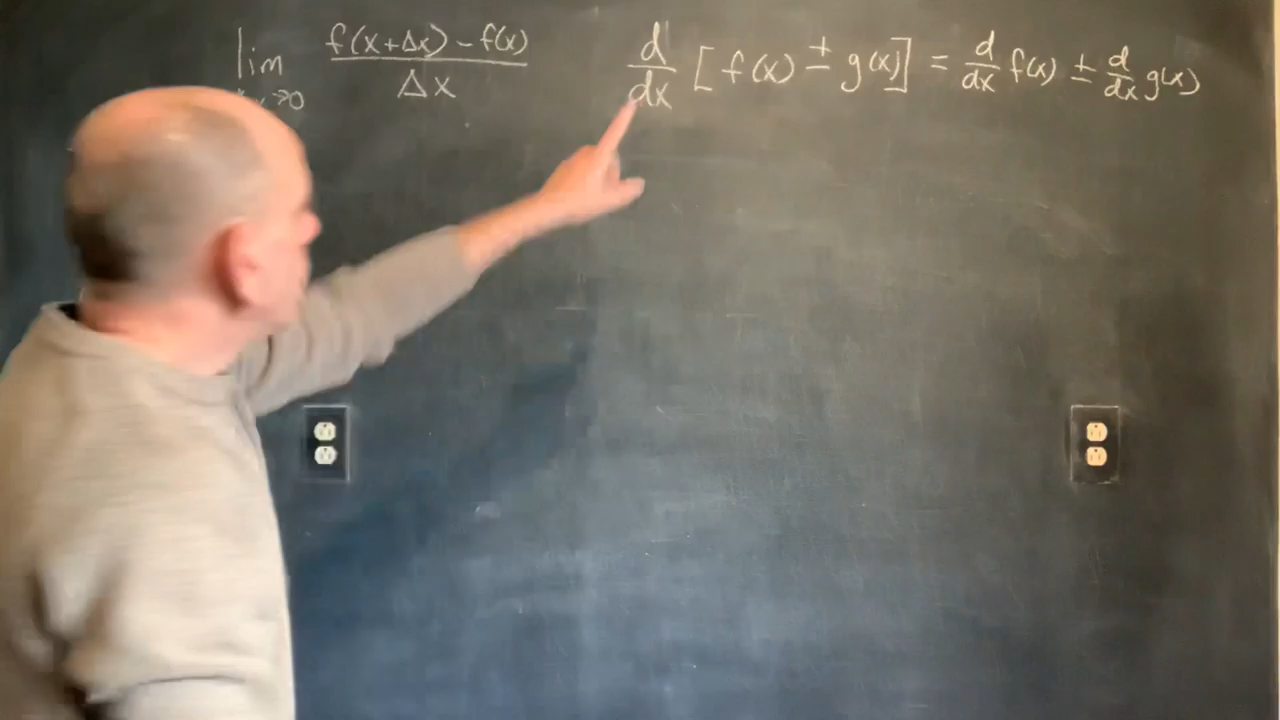 lim f(x+Δx) - f(x) / Δx
x→0
d/dx [f(x) ± g(x)] = d/dx f(x) ± d/dx g(x)